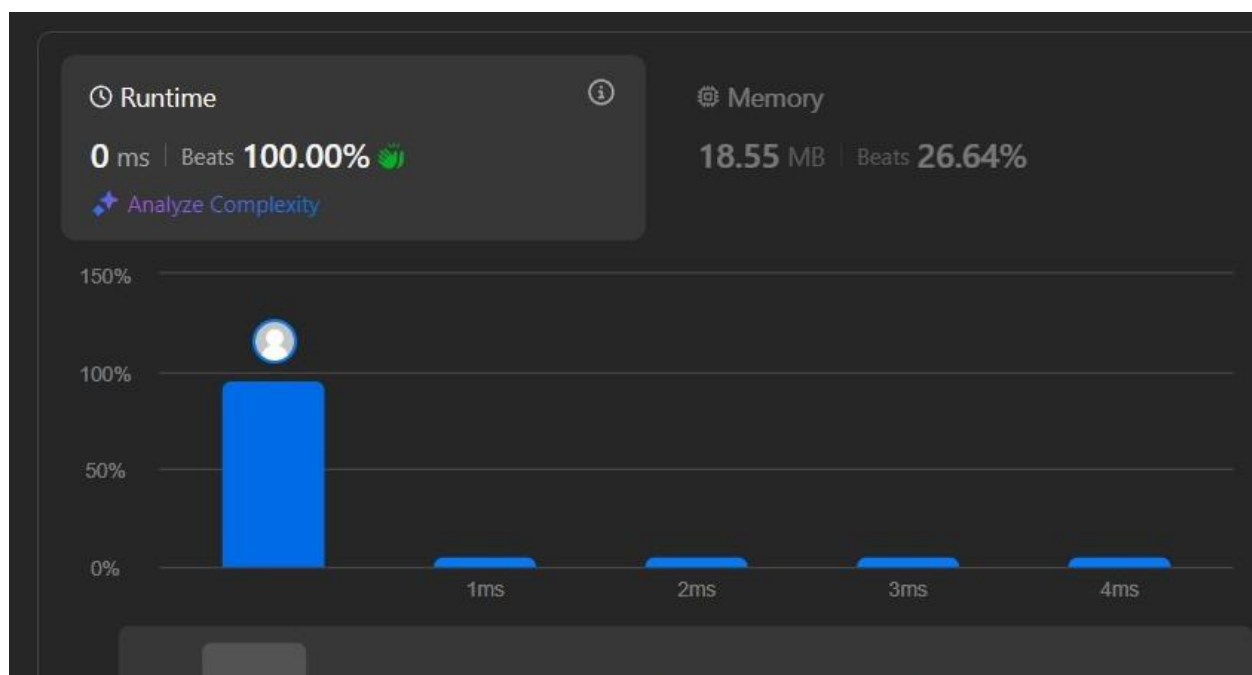 Runtime
0 ms | Beats 100.00%
Analyze Complexity
Memory
18.55 MB | Beats 26.64%
150%
100%
50%
0%
1ms 2ms 3ms 4ms